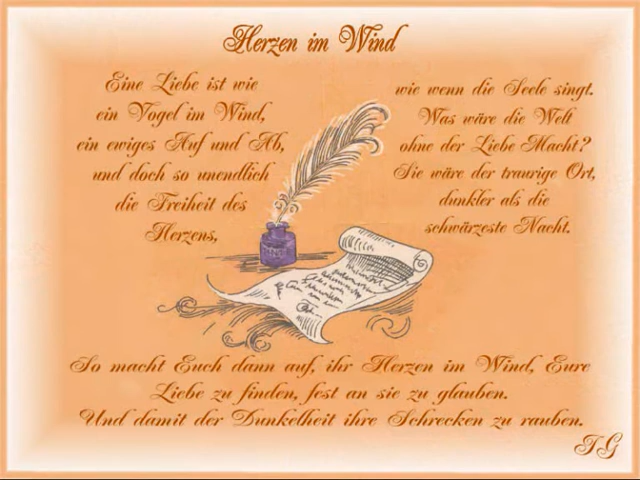 Herzen im Wind
Eine Liebe ist wie
ein Vogel im Wind,
ein ewiges Auf und Ab,
und doch so unendlich
die Freiheit des
Herzens,
wie wenn die Seele singt.
Was wäre die Welt
ohne der Liebe Macht?
Sie wäre der traurige Ort,
dunkler als die
schwärzeste Nacht.
So macht Euch dann auf, ihr Herzen im Wind, Eure
Liebe zu finden, fest an sie zu glauben.
Und damit der Dunkelheit ihre Schrecken zu rauben.
TG